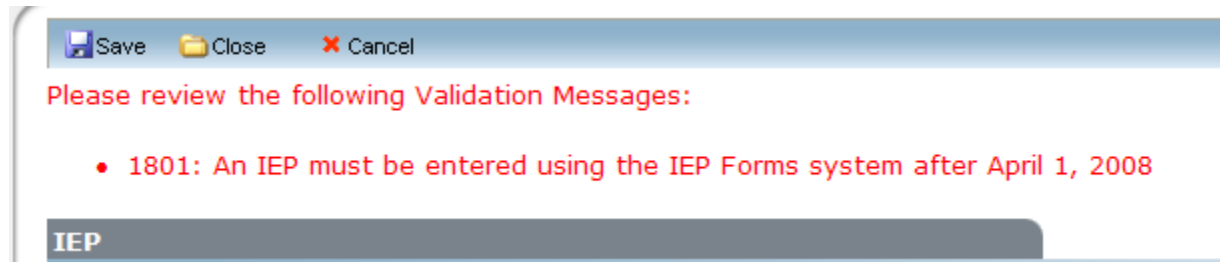 Save Close Cancel
Please review the following Validation Messages:
• 1801: An IEP must be entered using the IEP Forms system after April 1, 2008
IEP